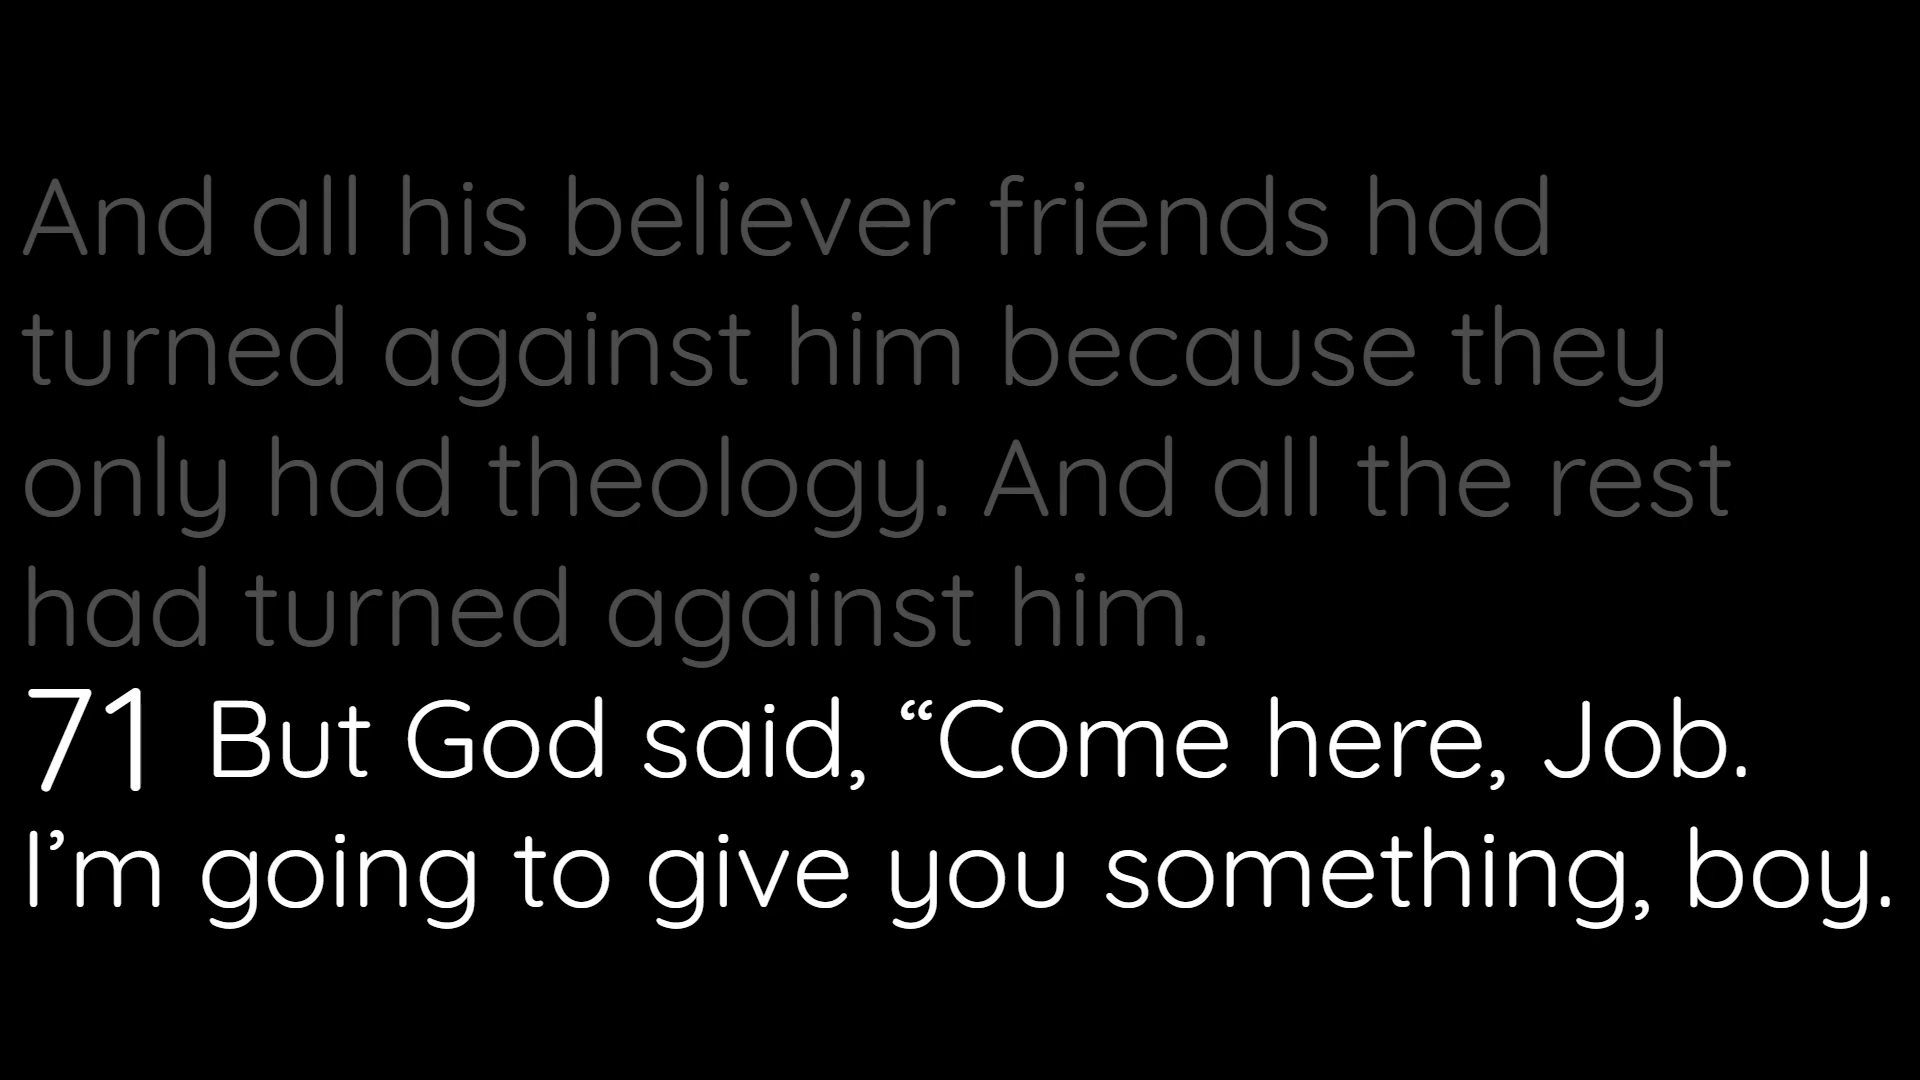 And all his believer friends had
turned against him because they
only had theology. And all the rest
had turned against him.
71 But God said, “Come here, Job.
I’m going to give you something, boy.